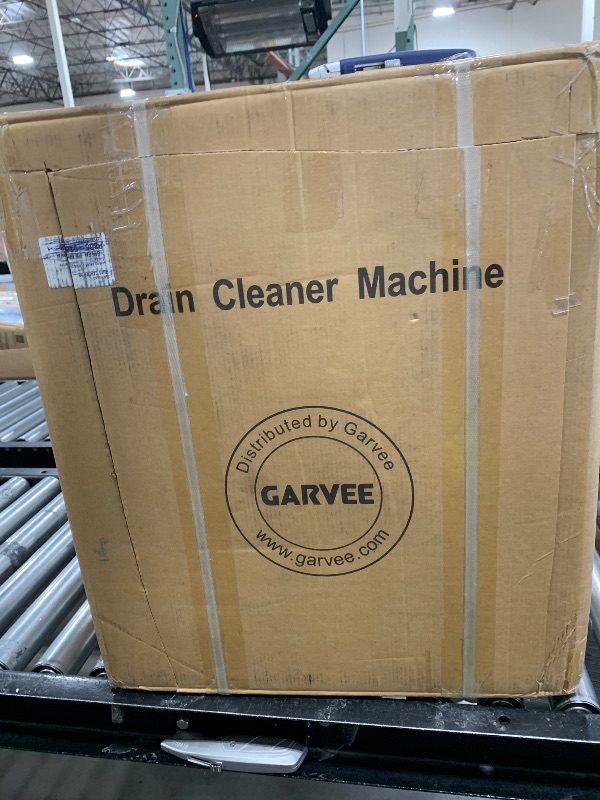 Drain Cleaner Machine
Distributed by Garvee
GARVEE
www.garvee.com